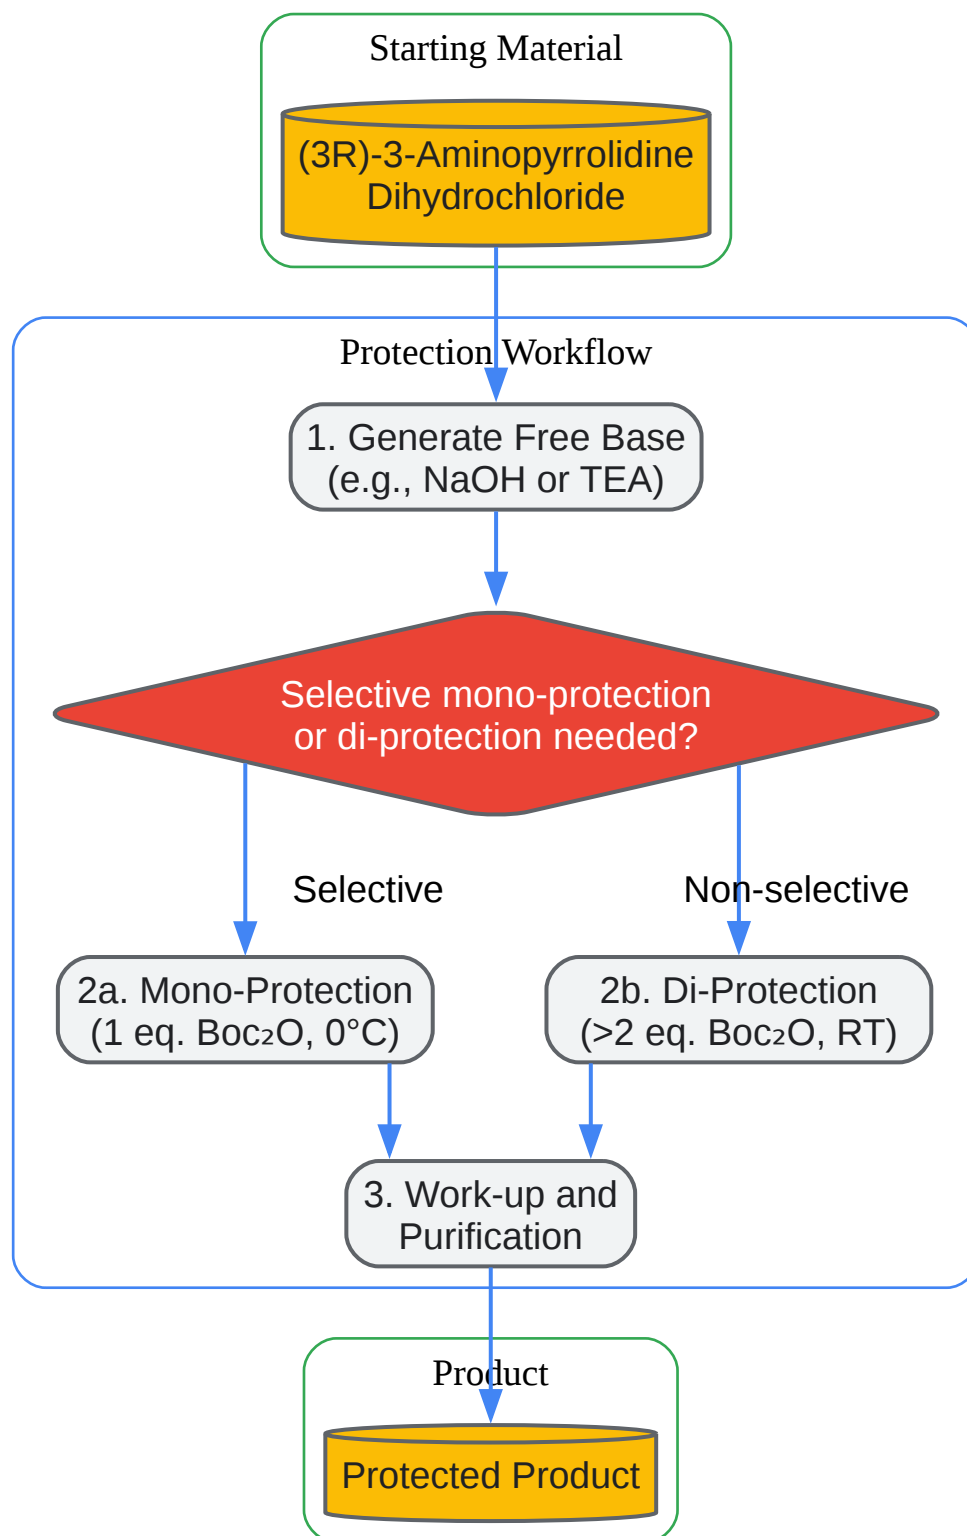 Starting Material
(3R)-3-Aminopyrrolidine
Dihydrochloride
Protection Workflow
1. Generate Free Base
(e.g., NaOH or TEA)
Selective mono-protection
or di-protection needed?
Selective
Non-selective
2a. Mono-Protection
(1 eq. Boc₂O, 0°C)
2b. Di-Protection
(>2 eq. Boc₂O, RT)
3. Work-up and
Purification
Product
Protected Product